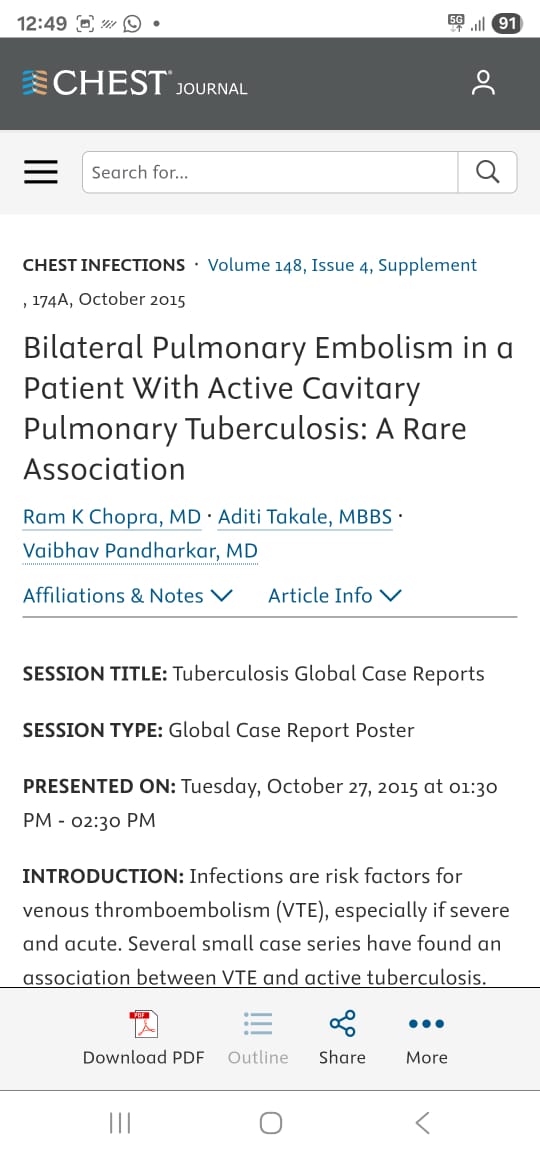 12:49
5G
91
CHEST® JOURNAL
Search for...
CHEST INFECTIONS · Volume 148, Issue 4, Supplement
, 174A, October 2015
Bilateral Pulmonary Embolism in a
Patient With Active Cavitary
Pulmonary Tuberculosis: A Rare
Association
Ram K Chopra, MD · Aditi Takale, MBBS ·
Vaibhav Pandharkar, MD
Affiliations & Notes
Article Info
SESSION TITLE: Tuberculosis Global Case Reports
SESSION TYPE: Global Case Report Poster
PRESENTED ON: Tuesday, October 27, 2015 at 01:30
PM - 02:30 PM
INTRODUCTION: Infections are risk factors for
venous thromboembolism (VTE), especially if severe
and acute. Several small case series have found an
association between VTE and active tuberculosis.
PDF
Download PDF
Outline
Share
More